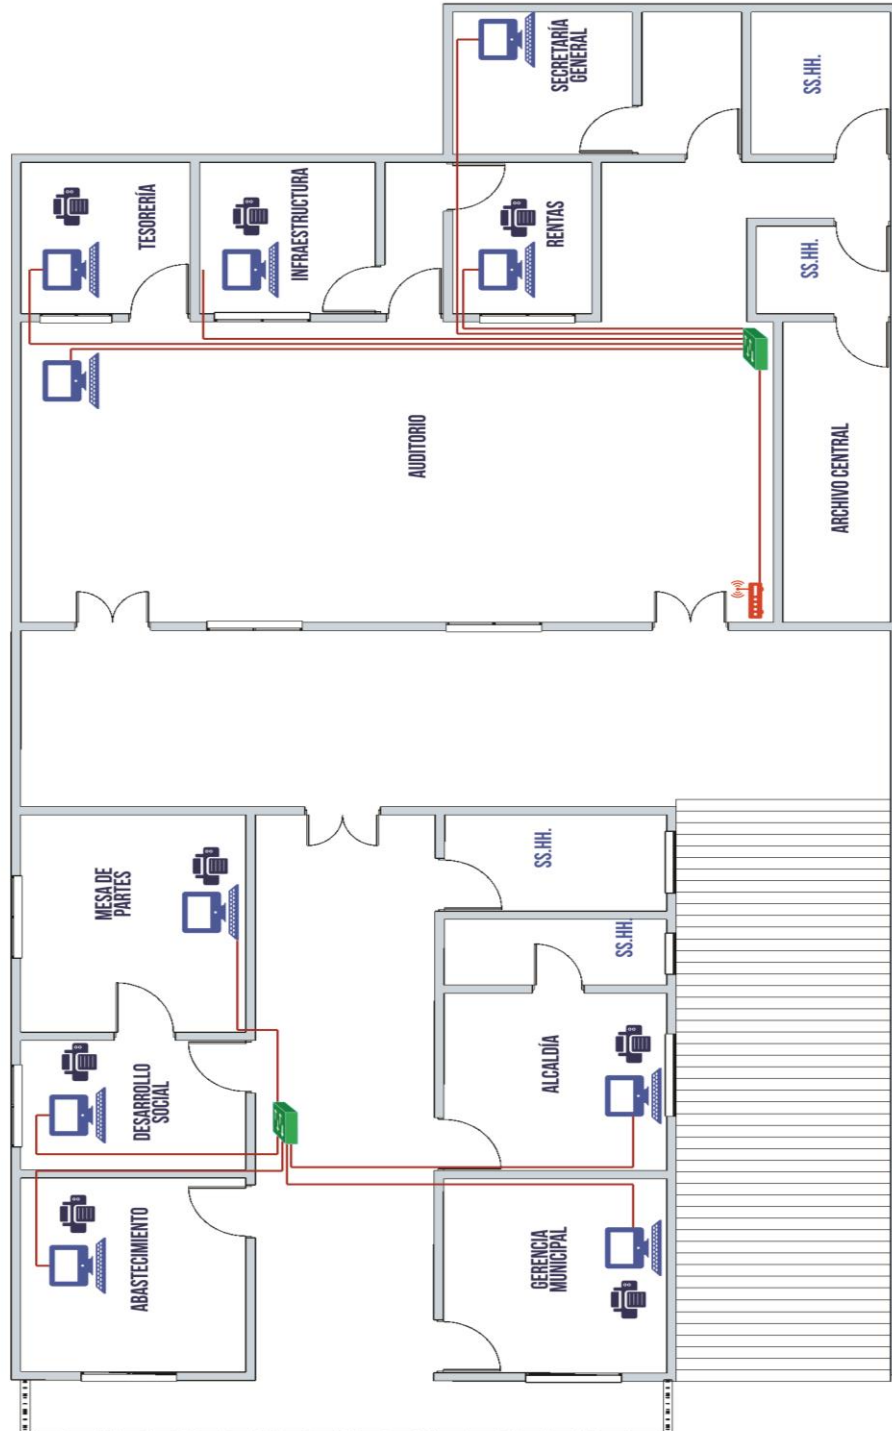 SECRETARÍA
GENERAL
SS.HH.
TESORERÍA
INFRAESTRUCTURA
RENTAS
SS.HH.
AUDITORIO
ARCHIVO CENTRAL
MESA DE
PARTES
SS.HH.
SS.HH.
DESARROLLO
SOCIAL
ALCALDÍA
ABASTECIMIENTO
GERENCIA
MUNICIPAL